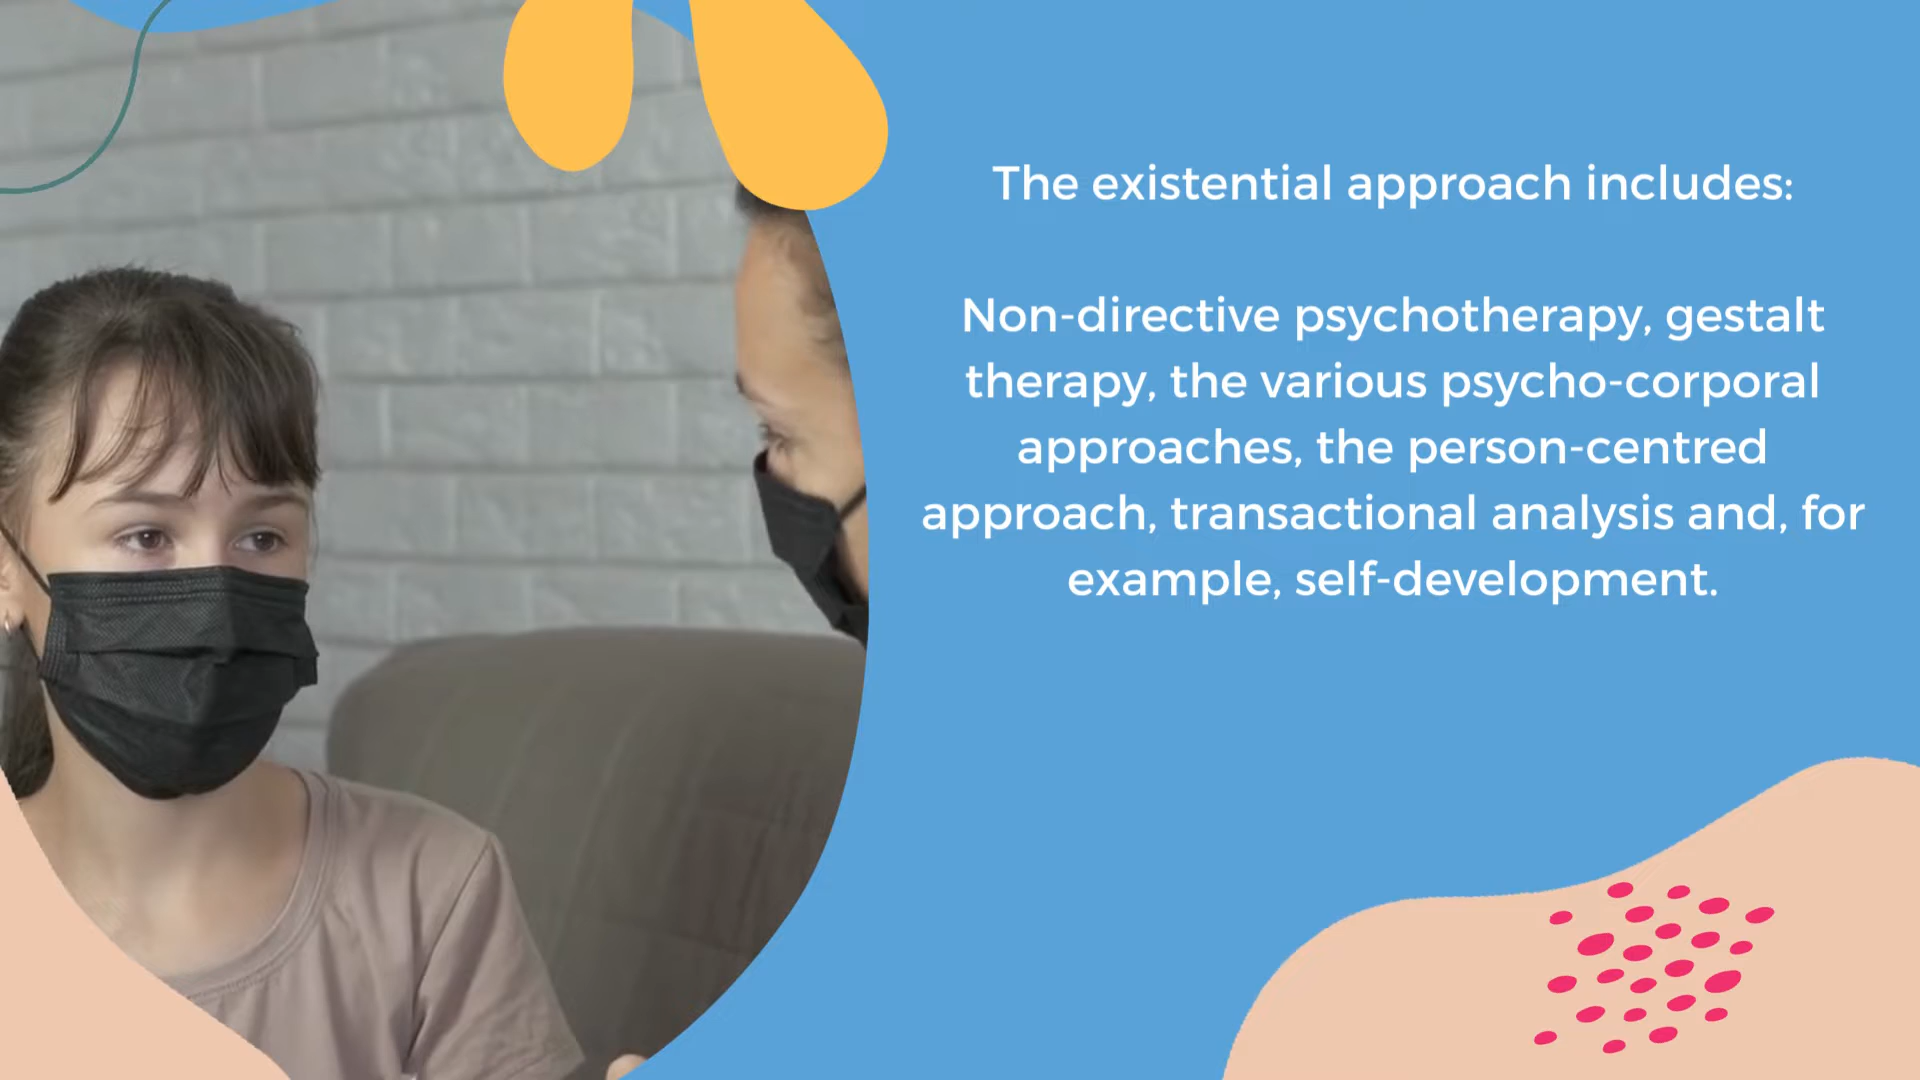 The existential approach includes:
Non-directive psychotherapy, gestalt
therapy, the various psycho-corporal
approaches, the person-centred
approach, transactional analysis and, for
example, self-development.